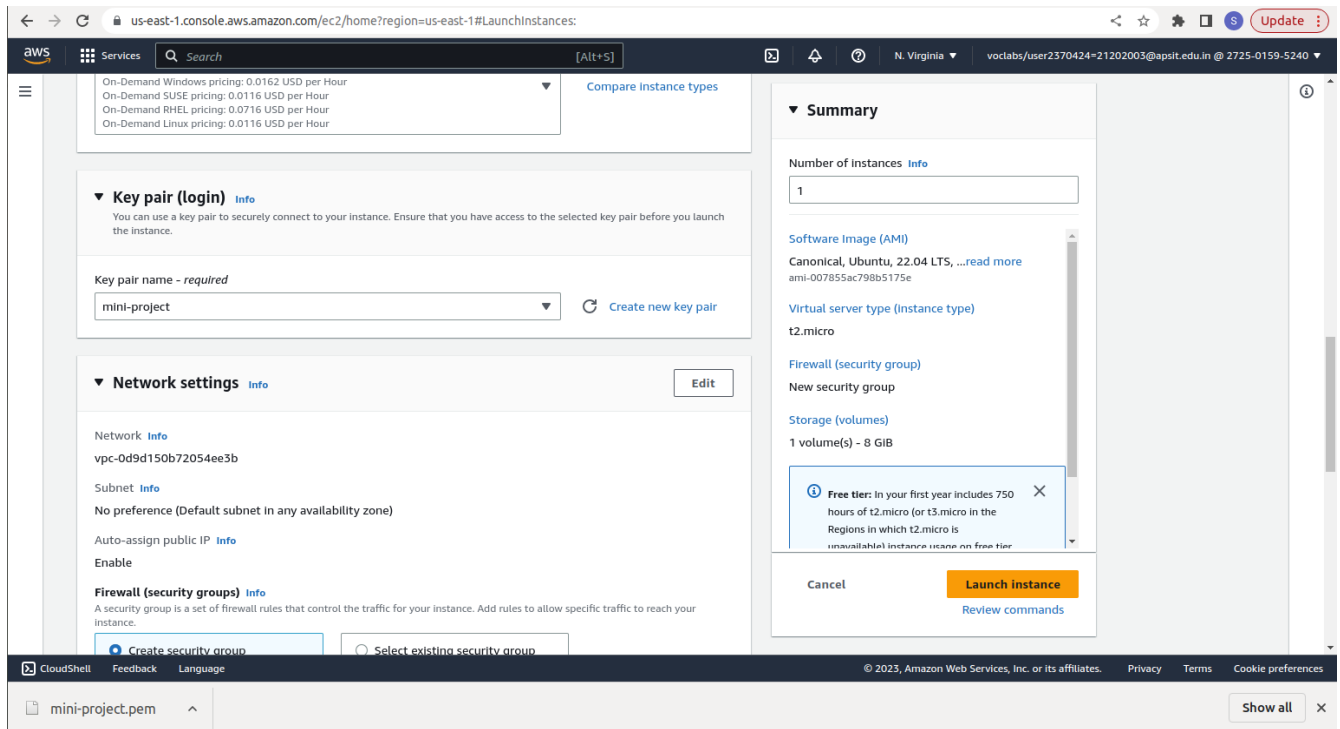 us-east-1.console.aws.amazon.com/ec2/home?region=us-east-1#LaunchInstances:
S
Update
aws
Services
Search
[Alt+S]
N. Virginia
voclabs/user2370424=21202003@apsit.edu.in @ 2725-0159-5240
On-Demand Windows pricing: 0.0162 USD per Hour
On-Demand SUSE pricing: 0.0116 USD per Hour
On-Demand RHEL pricing: 0.0716 USD per Hour
On-Demand Linux pricing: 0.0116 USD per Hour
Compare instance types
Key pair (login) Info
You can use a key pair to securely connect to your instance. Ensure that you have access to the selected key pair before you launch
the instance.
Key pair name - required
mini-project
Create new key pair
Network settings Info
Edit
Network Info
vpc-0d9d150b72054ee3b
Subnet Info
No preference (Default subnet in any availability zone)
Auto-assign public IP Info
Enable
Firewall (security groups) Info
A security group is a set of firewall rules that control the traffic for your instance. Add rules to allow specific traffic to reach your
instance.
Create security group
Select existing security group
Summary
Number of instances Info
1
Software Image (AMI)
Canonical, Ubuntu, 22.04 LTS, ...read more
ami-007855ac798b5175e
Virtual server type (instance type)
t2.micro
Firewall (security group)
New security group
Storage (volumes)
1 volume(s) - 8 GiB
Free tier: In your first year includes 750
hours of t2.micro (or t3.micro in the
Regions in which t2.micro is
unavailable) instance usage on free tier
Cancel
Launch instance
Review commands
CloudShell
Feedback
Language
© 2023, Amazon Web Services, Inc. or its affiliates.
Privacy
Terms
Cookie preferences
mini-project.pem
Show all